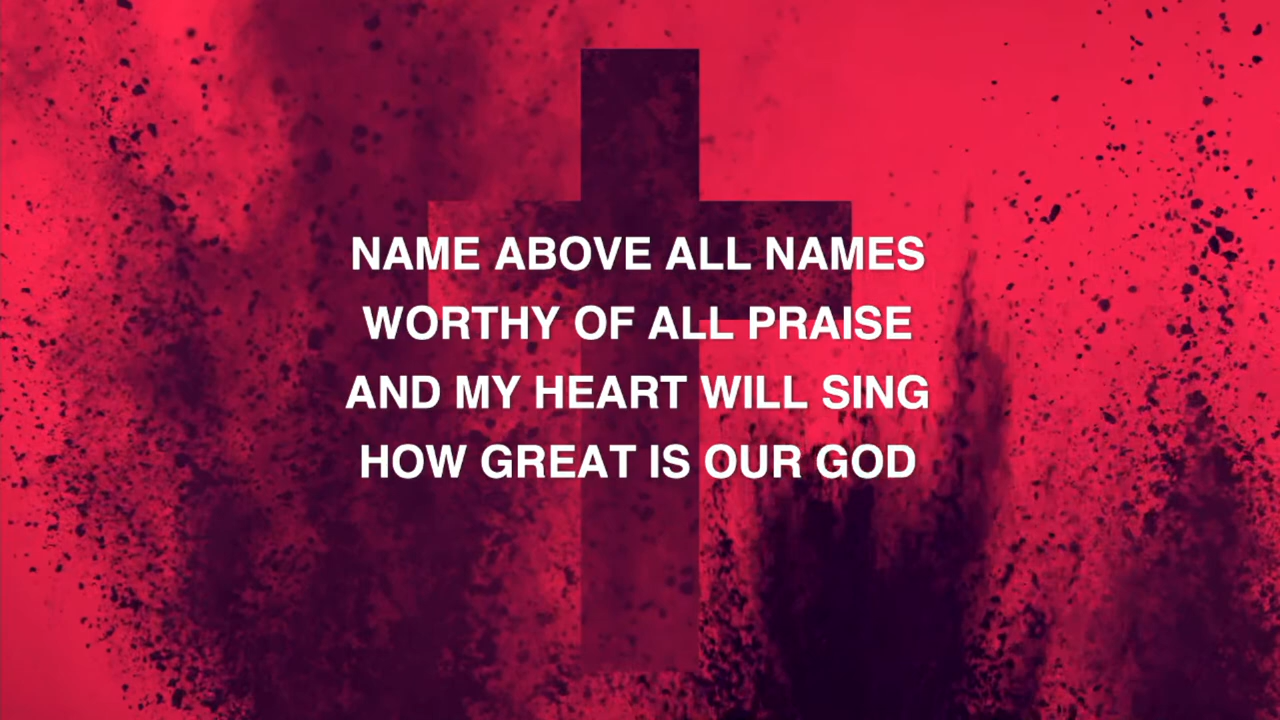 NAME ABOVE ALL NAMES
WORTHY OF ALL PRAISE
AND MY HEART WILL SING
HOW GREAT IS OUR GOD